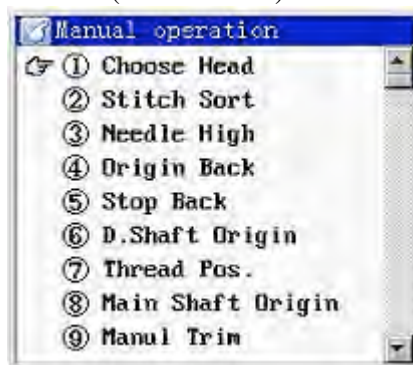 Manual operation
① Choose Head
② Stitch Sort
③ Needle High
④ Origin Back
⑤ Stop Back
⑥ D.Shaft Origin
⑦ Thread Pos.
⑧ Main Shaft Origin
⑨ Manul Trim